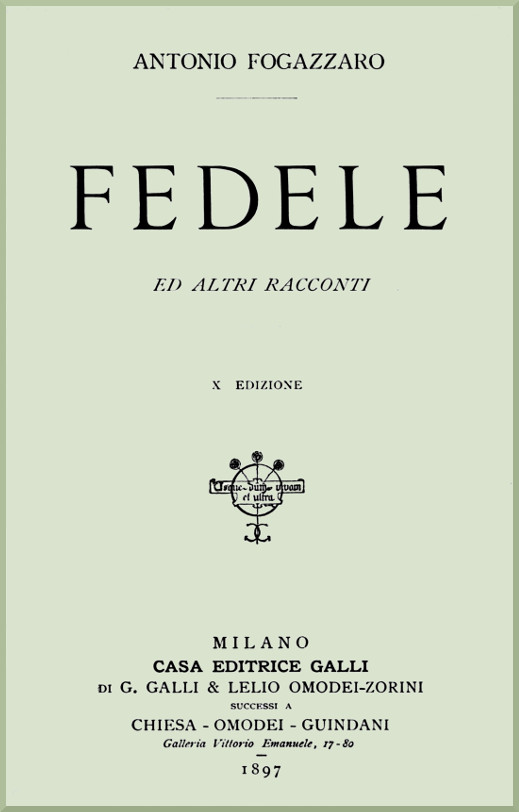 ANTONIO FOGAZZARO
FEDELE
ED ALTRI RACCONTI
X EDIZIONE
Usque dum vivam
et ultra
MILANO
CASA EDITRICE GALLI
DI G. GALLI & LELIO OMODEI-ZORINI
SUCCESSI A
CHIESA - OMODEI - GUINDANI
Galleria Vittorio Emanuele, 17-80
1897